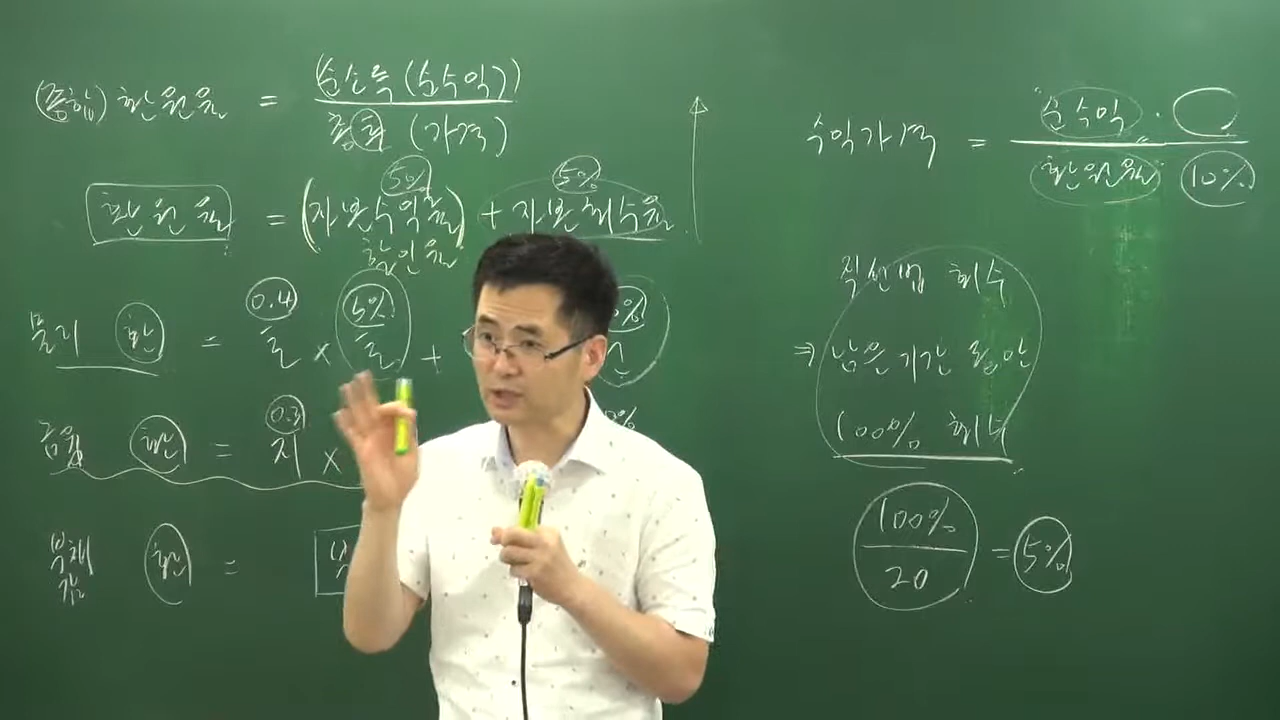 (종합) 환원율 = 순소득 (순수익) / 총화 (가격)
5% 5%
환원율 = (자본수익율) + 자본회수율
할인율
0.4 5% %
물리 환 = 토 × 토 + 건
0.3 %
금융 환 = 지 ×
부채
감 환 =
수익가격 = 순수익 · / 환원율 10%
직선법 회수
⇒ 남은 기간 동안
100% 회수
100% / 20 = 5%